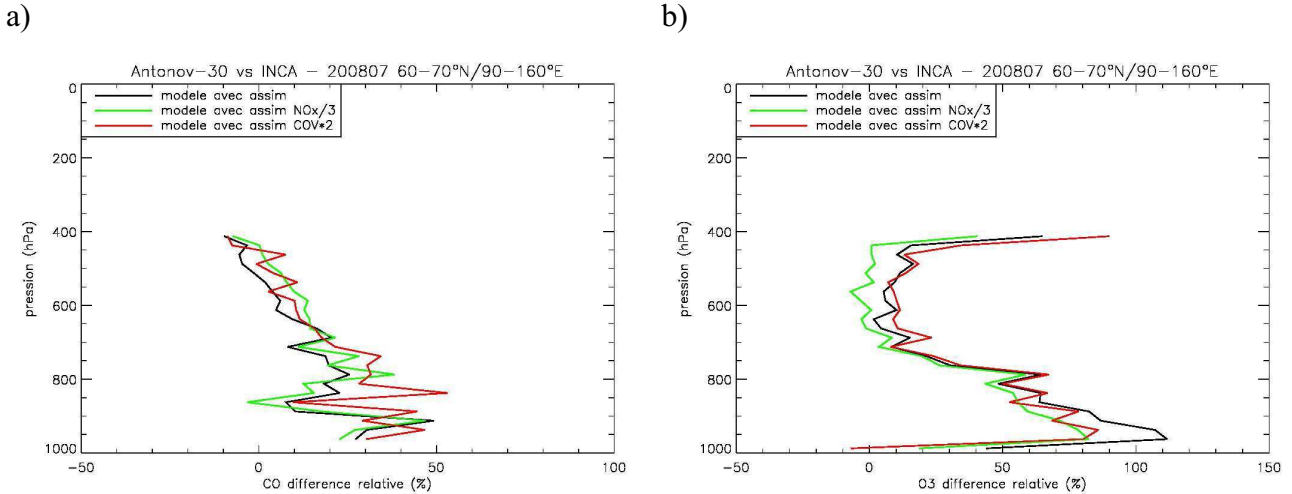 a)
b)
Antonov-30 vs INCA - 200807 60-70°N/90-160°E
modele avec assim
modele avec assim NOx/3
modele avec assim COV*2
0
200
400
600
800
1000
pression (hPa)
-50
0
50
100
CO difference relative (%)
Antonov-30 vs INCA - 200807 60-70°N/90-160°E
modele avec assim
modele avec assim NOx/3
modele avec assim COV*2
0
200
400
600
800
1000
pression (hPa)
-50
0
50
100
150
O3 difference relative (%)